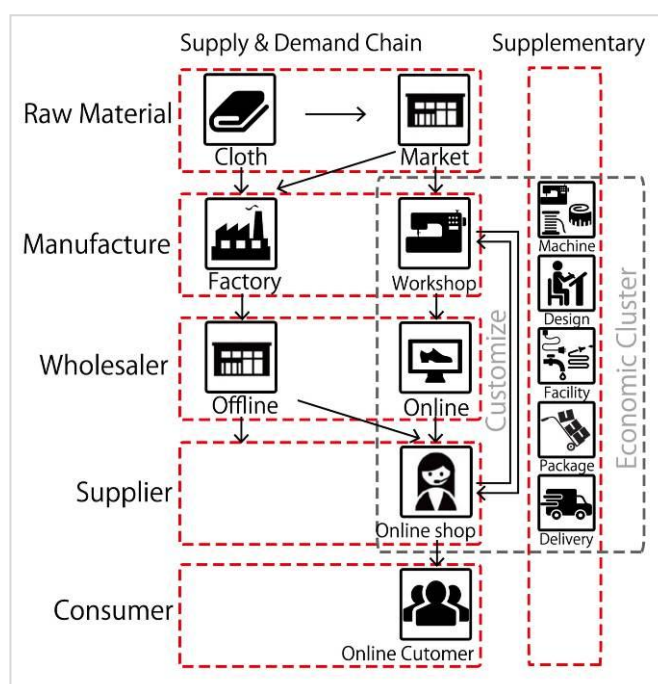 Supply & Demand Chain
Supplementary
Raw Material
Cloth
Market
Manufacture
Factory
Workshop
Machine
Design
Wholesaler
Offline
Online
Customize
Facility
Economic Cluster
Package
Supplier
Online shop
Delivery
Consumer
Online Cutomer